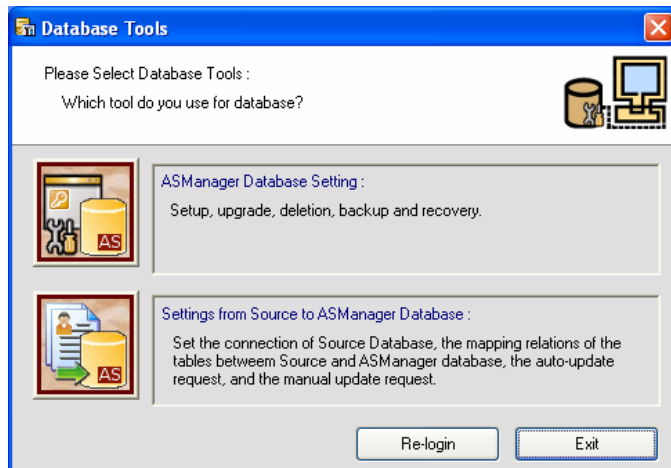 Database Tools
Please Select Database Tools :
Which tool do you use for database?
ASManager Database Setting :
Setup, upgrade, deletion, backup and recovery.
AS
Settings from Source to ASManager Database :
Set the connection of Source Database, the mapping relations of the
tables betweem Source and ASManager database, the auto-update
request, and the manual update request.
AS
Re-login
Exit